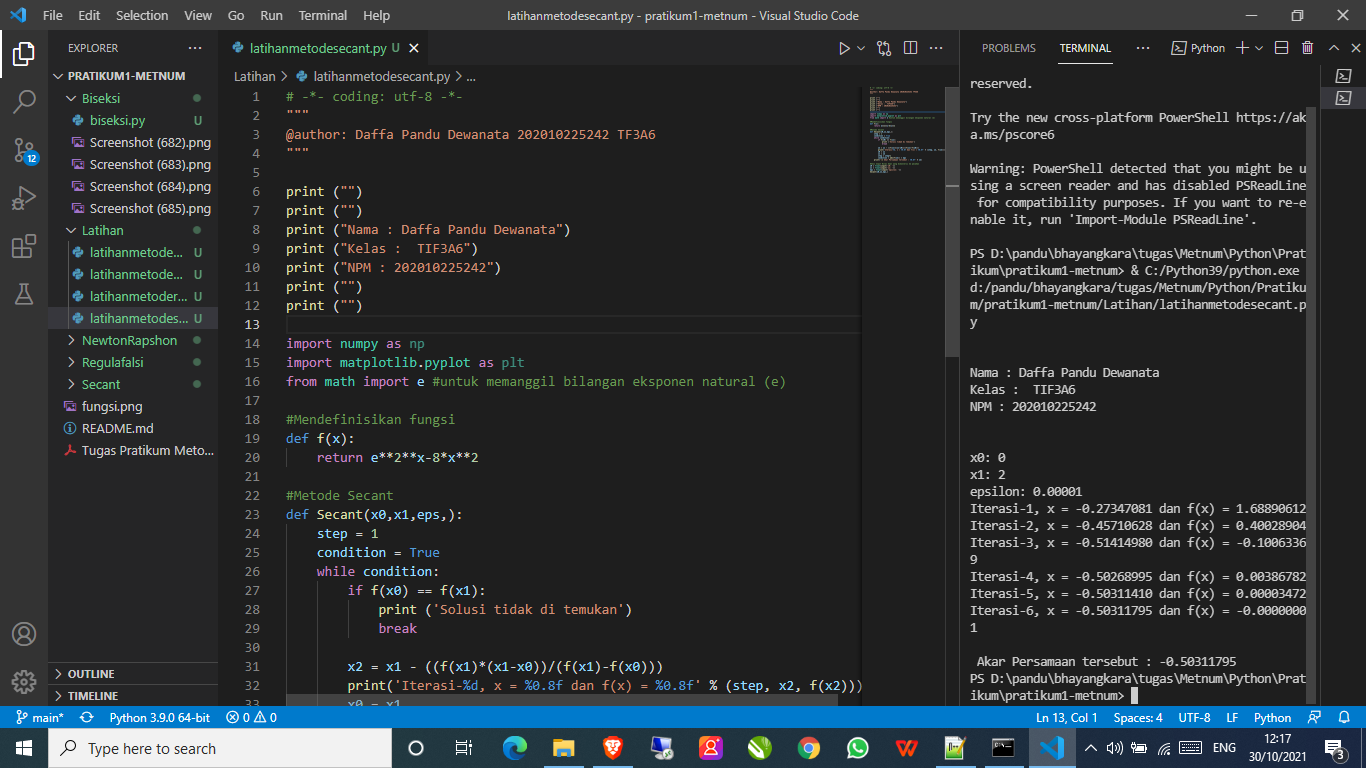 File Edit Selection View Go Run Terminal Help
latihanmetodesecant.py - pratikum1-metnum - Visual Studio Code
EXPLORER
PRATIKUM1-METNUM
Biseksi
biseksi.py U
Screenshot (682).png
Screenshot (683).png
Screenshot (684).png
Screenshot (685).png
Latihan
latihanmetode... U
latihanmetode... U
latihanmetoder... U
latihanmetodes... U
NewtonRapshon
Regulafalsi
Secant
fungsi.png
README.md
Tugas Pratikum Meto...
OUTLINE
TIMELINE
12
latihanmetodesecant.py U
Latihan > latihanmetodesecant.py > ...
1 # -*- coding: utf-8 -*-
2 """
3 @author: Daffa Pandu Dewanata 202010225242 TF3A6
4 """
5
6 print ("")
7 print ("")
8 print ("Nama : Daffa Pandu Dewanata")
9 print ("Kelas :  TIF3A6")
10 print ("NPM : 202010225242")
11 print ("")
12 print ("")
13
14 import numpy as np
15 import matplotlib.pyplot as plt
16 from math import e #untuk memanggil bilangan eksponen natural (e)
17
18 #Mendefinisikan fungsi
19 def f(x):
20     return e**2**x-8*x**2
21
22 #Metode Secant
23 def Secant(x0,x1,eps,):
24     step = 1
25     condition = True
26     while condition:
27         if f(x0) == f(x1):
28             print ('Solusi tidak di temukan')
29             break
30
31         x2 = x1 - ((f(x1)*(x1-x0))/(f(x1)-f(x0)))
32         print('Iterasi-%d, x = %0.8f dan f(x) = %0.8f' % (step, x2, f(x2)))
33         x0 = x1
PROBLEMS TERMINAL ... Python
reserved.
Try the new cross-platform PowerShell https://ak
a.ms/pscore6
Warning: PowerShell detected that you might be u
sing a screen reader and has disabled PSReadLine
 for compatibility purposes. If you want to re-e
nable it, run 'Import-Module PSReadLine'.
PS D:\pandu\bhayangkara\tugas\Metnum\Python\Prat
ikum\pratikum1-metnum> & C:/Python39/python.exe
d:/pandu/bhayangkara/tugas/Metnum/Python/Pratiku
m/pratikum1-metnum/Latihan/latihanmetodesecant.p
y
Nama : Daffa Pandu Dewanata
Kelas :  TIF3A6
NPM : 202010225242
x0: 0
x1: 2
epsilon: 0.00001
Iterasi-1, x = -0.27347081 dan f(x) = 1.68890612
Iterasi-2, x = -0.45710628 dan f(x) = 0.40028904
Iterasi-3, x = -0.51414980 dan f(x) = -0.1006336
9
Iterasi-4, x = -0.50268995 dan f(x) = 0.00386782
Iterasi-5, x = -0.50311410 dan f(x) = 0.00003472
Iterasi-6, x = -0.50311795 dan f(x) = -0.0000000
1
 Akar Persamaan tersebut : -0.50311795
PS D:\pandu\bhayangkara\tugas\Metnum\Python\Prat
ikum\pratikum1-metnum>
main* Python 3.9.0 64-bit 0 0 Ln 13, Col 1 Spaces: 4 UTF-8 LF Python
Type here to search
ENG
12:17
30/10/2021
3